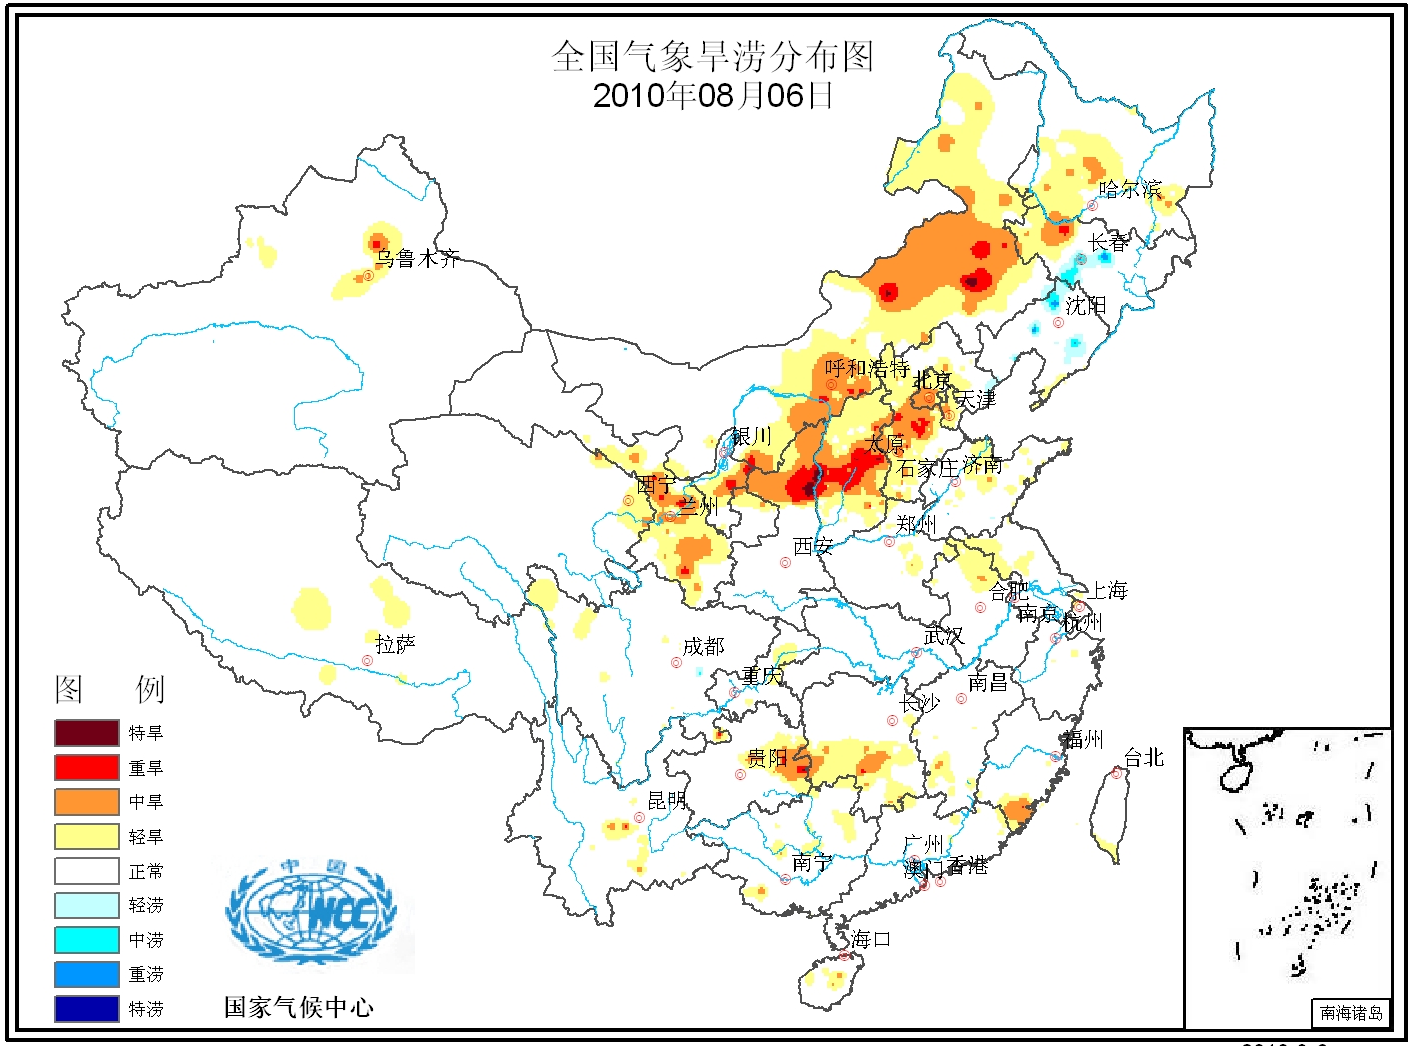 全国气象旱涝分布图
2010年08月06日
哈尔滨
长春
乌鲁木齐
沈阳
呼和浩特
北京
天津
银川
太原
石家庄
济南
西宁
兰州
郑州
西安
合肥
上海
南京
杭州
武汉
拉萨
成都
重庆
南昌
长沙
福州
台北
贵阳
昆明
广州
南宁
澳门
香港
海口
图 例
特旱
重旱
中旱
轻旱
正常
轻涝
中涝
重涝
特涝
中国
NCC
国家气候中心
南海诸岛